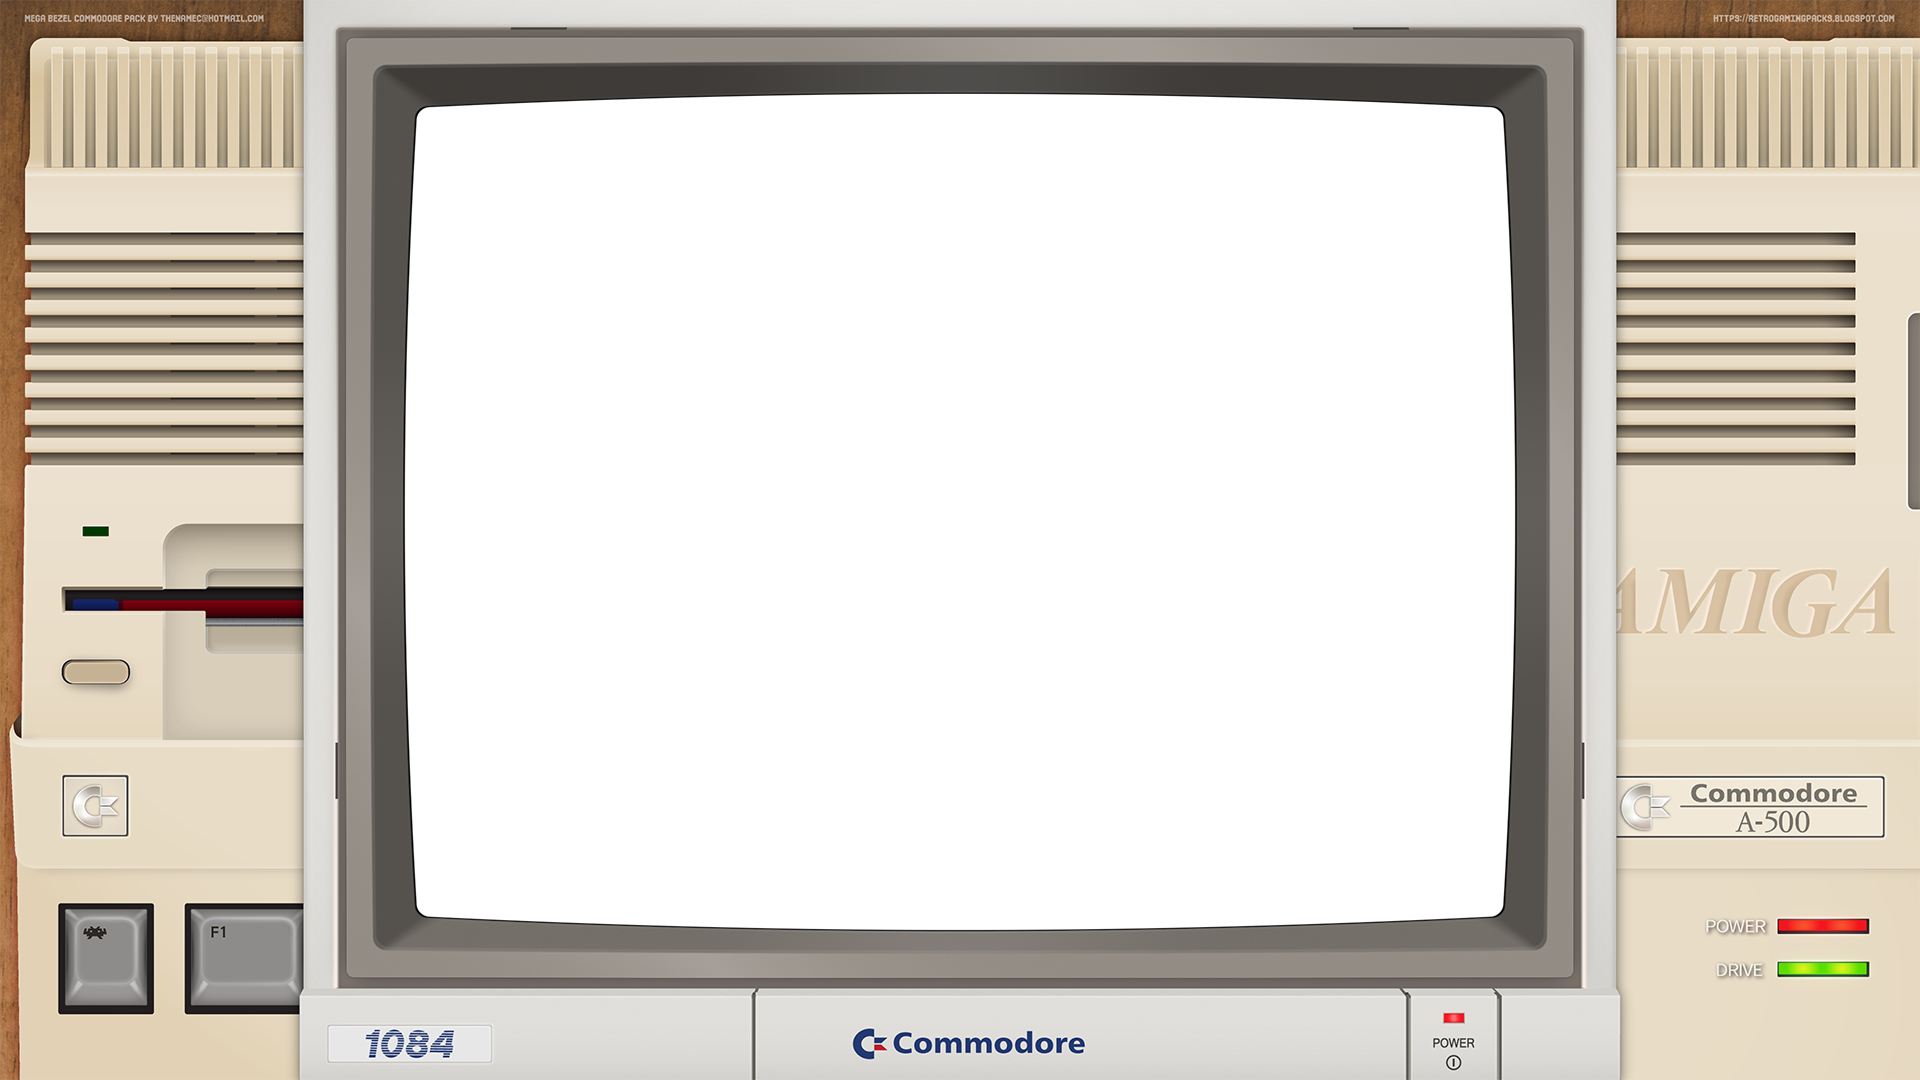 MEGA BEZEL COMMODORE PACK BY THENAMEC@HOTMAIL.COM
HTTPS://RETROGAMINGPACKS.BLOGSPOT.COM
AMIGA
Commodore
A-500
F1
POWER
DRIVE
1084
Commodore
POWER